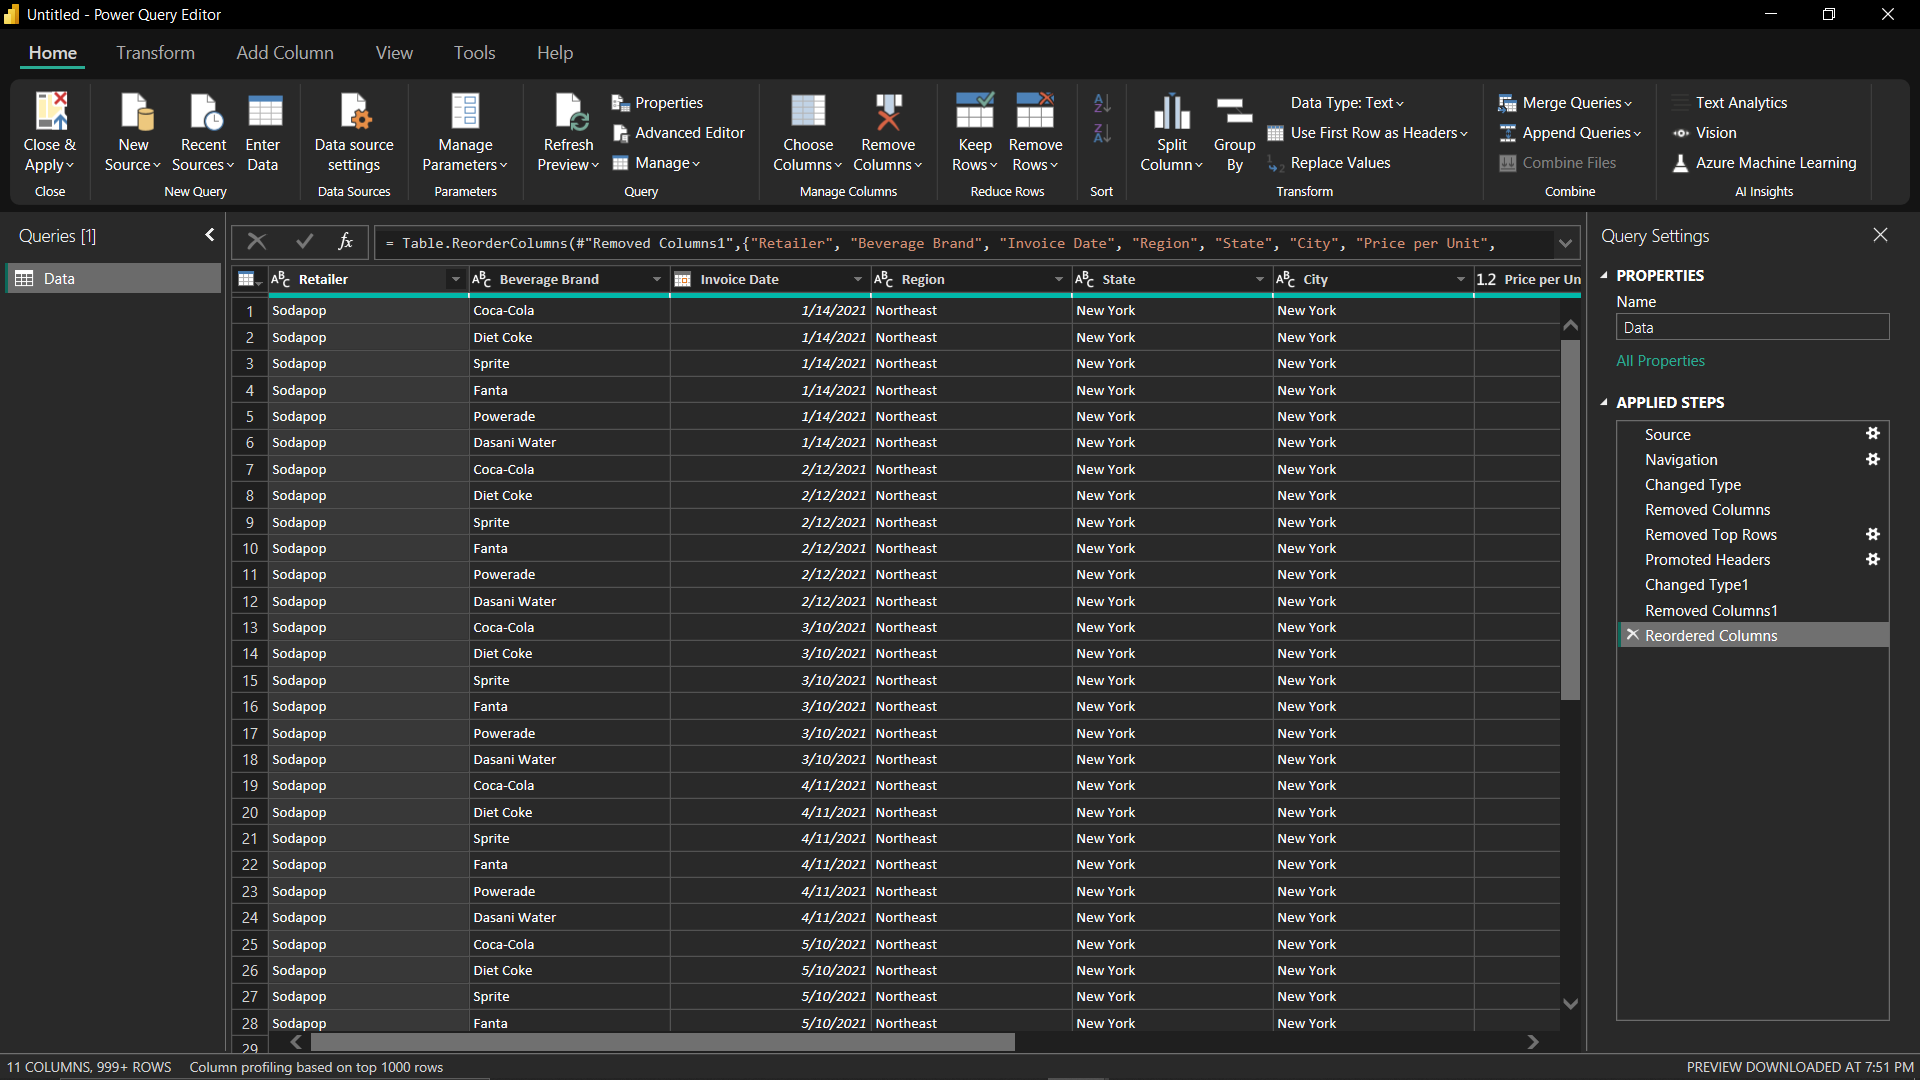 Untitled - Power Query Editor
Home Transform Add Column View Tools Help
Close & Apply
Close
New Source
Recent Sources
Enter Data
New Query
Data source settings
Data Sources
Manage Parameters
Parameters
Refresh Preview
Properties
Advanced Editor
Manage
Query
Choose Columns
Remove Columns
Manage Columns
Keep Rows
Remove Rows
Reduce Rows
Sort
Split Column
Group By
Data Type: Text
Use First Row as Headers
Replace Values
Transform
Merge Queries
Append Queries
Combine Files
Combine
Text Analytics
Vision
Azure Machine Learning
AI Insights
Queries [1]
Data
fx
= Table.ReorderColumns(#"Removed Columns1",{"Retailer", "Beverage Brand", "Invoice Date", "Region", "State", "City", "Price per Unit",
ABC Retailer ABC Beverage Brand Invoice Date ABC Region ABC State ABC City 1.2 Price per Un
1 Sodapop Coca-Cola 1/14/2021 Northeast New York New York
2 Sodapop Diet Coke 1/14/2021 Northeast New York New York
3 Sodapop Sprite 1/14/2021 Northeast New York New York
4 Sodapop Fanta 1/14/2021 Northeast New York New York
5 Sodapop Powerade 1/14/2021 Northeast New York New York
6 Sodapop Dasani Water 1/14/2021 Northeast New York New York
7 Sodapop Coca-Cola 2/12/2021 Northeast New York New York
8 Sodapop Diet Coke 2/12/2021 Northeast New York New York
9 Sodapop Sprite 2/12/2021 Northeast New York New York
10 Sodapop Fanta 2/12/2021 Northeast New York New York
11 Sodapop Powerade 2/12/2021 Northeast New York New York
12 Sodapop Dasani Water 2/12/2021 Northeast New York New York
13 Sodapop Coca-Cola 3/10/2021 Northeast New York New York
14 Sodapop Diet Coke 3/10/2021 Northeast New York New York
15 Sodapop Sprite 3/10/2021 Northeast New York New York
16 Sodapop Fanta 3/10/2021 Northeast New York New York
17 Sodapop Powerade 3/10/2021 Northeast New York New York
18 Sodapop Dasani Water 3/10/2021 Northeast New York New York
19 Sodapop Coca-Cola 4/11/2021 Northeast New York New York
20 Sodapop Diet Coke 4/11/2021 Northeast New York New York
21 Sodapop Sprite 4/11/2021 Northeast New York New York
22 Sodapop Fanta 4/11/2021 Northeast New York New York
23 Sodapop Powerade 4/11/2021 Northeast New York New York
24 Sodapop Dasani Water 4/11/2021 Northeast New York New York
25 Sodapop Coca-Cola 5/10/2021 Northeast New York New York
26 Sodapop Diet Coke 5/10/2021 Northeast New York New York
27 Sodapop Sprite 5/10/2021 Northeast New York New York
28 Sodapop Fanta 5/10/2021 Northeast New York New York
29
Query Settings
PROPERTIES
Name
Data
All Properties
APPLIED STEPS
Source
Navigation
Changed Type
Removed Columns
Removed Top Rows
Promoted Headers
Changed Type1
Removed Columns1
Reordered Columns
11 COLUMNS, 999+ ROWS Column profiling based on top 1000 rows
PREVIEW DOWNLOADED AT 7:51 PM